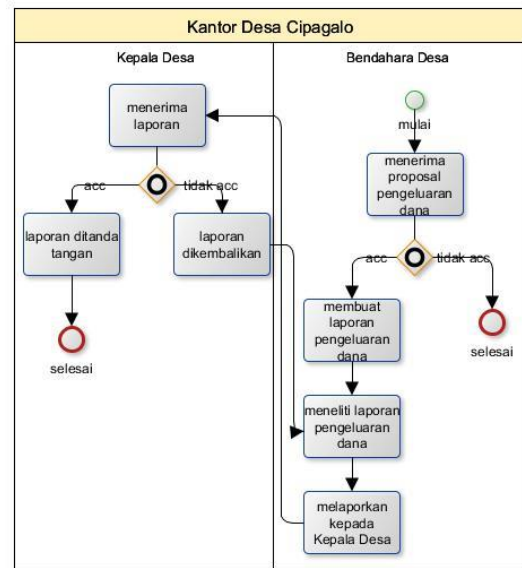 Kantor Desa Cipagalo
Kepala Desa
Bendahara Desa
menerima
laporan
acc
tidak acc
laporan ditanda
tangan
laporan
dikembalikan
selesai
mulai
menerima
proposal
pengeluaran
dana
acc
tidak acc
membuat
laporan
pengeluaran
dana
selesai
meneliti laporan
pengeluaran
dana
melaporkan
kepada
Kepala Desa